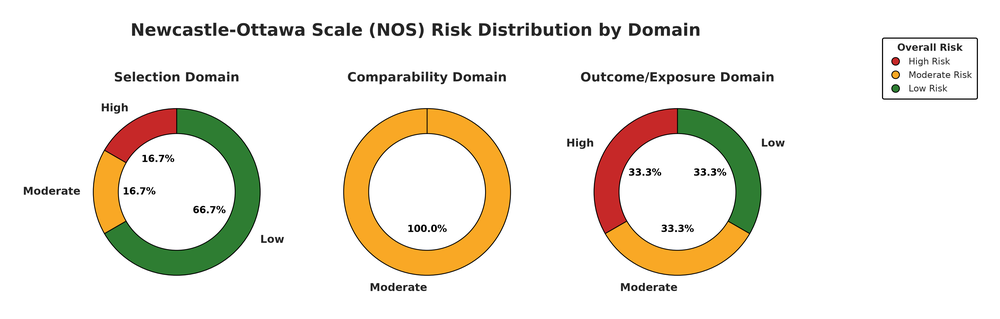 Newcastle-Ottawa Scale (NOS) Risk Distribution by Domain
Overall Risk
High Risk
Moderate Risk
Low Risk
Selection Domain
High
16.7%
Moderate
16.7%
66.7%
Low
Comparability Domain
100.0%
Moderate
Outcome/Exposure Domain
High
Low
33.3%
33.3%
33.3%
Moderate